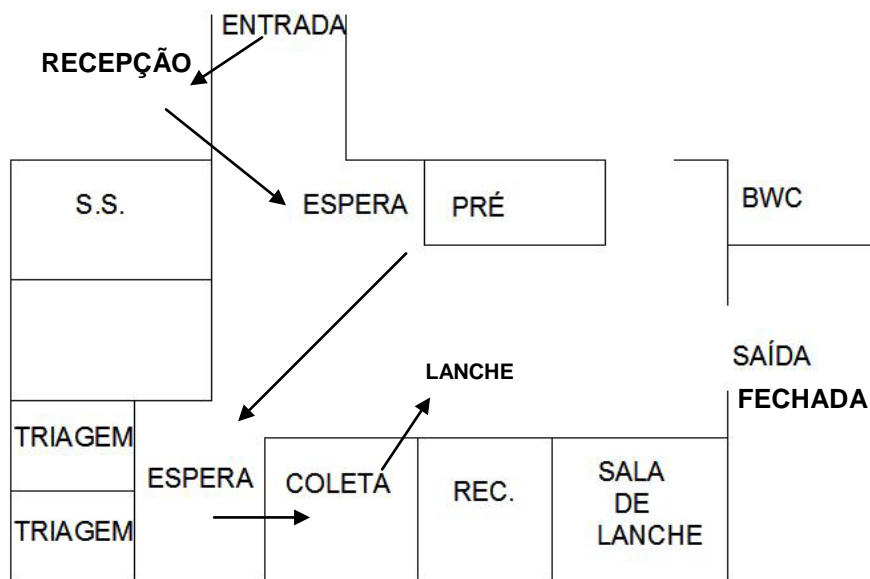 ENTRADA
RECEPÇÃO
S.S.
ESPERA
PRÉ
BWC
SAÍDA
FECHADA
LANCHE
TRIAGEM
ESPERA
COLETA
REC.
SALA
DE
LANCHE
TRIAGEM